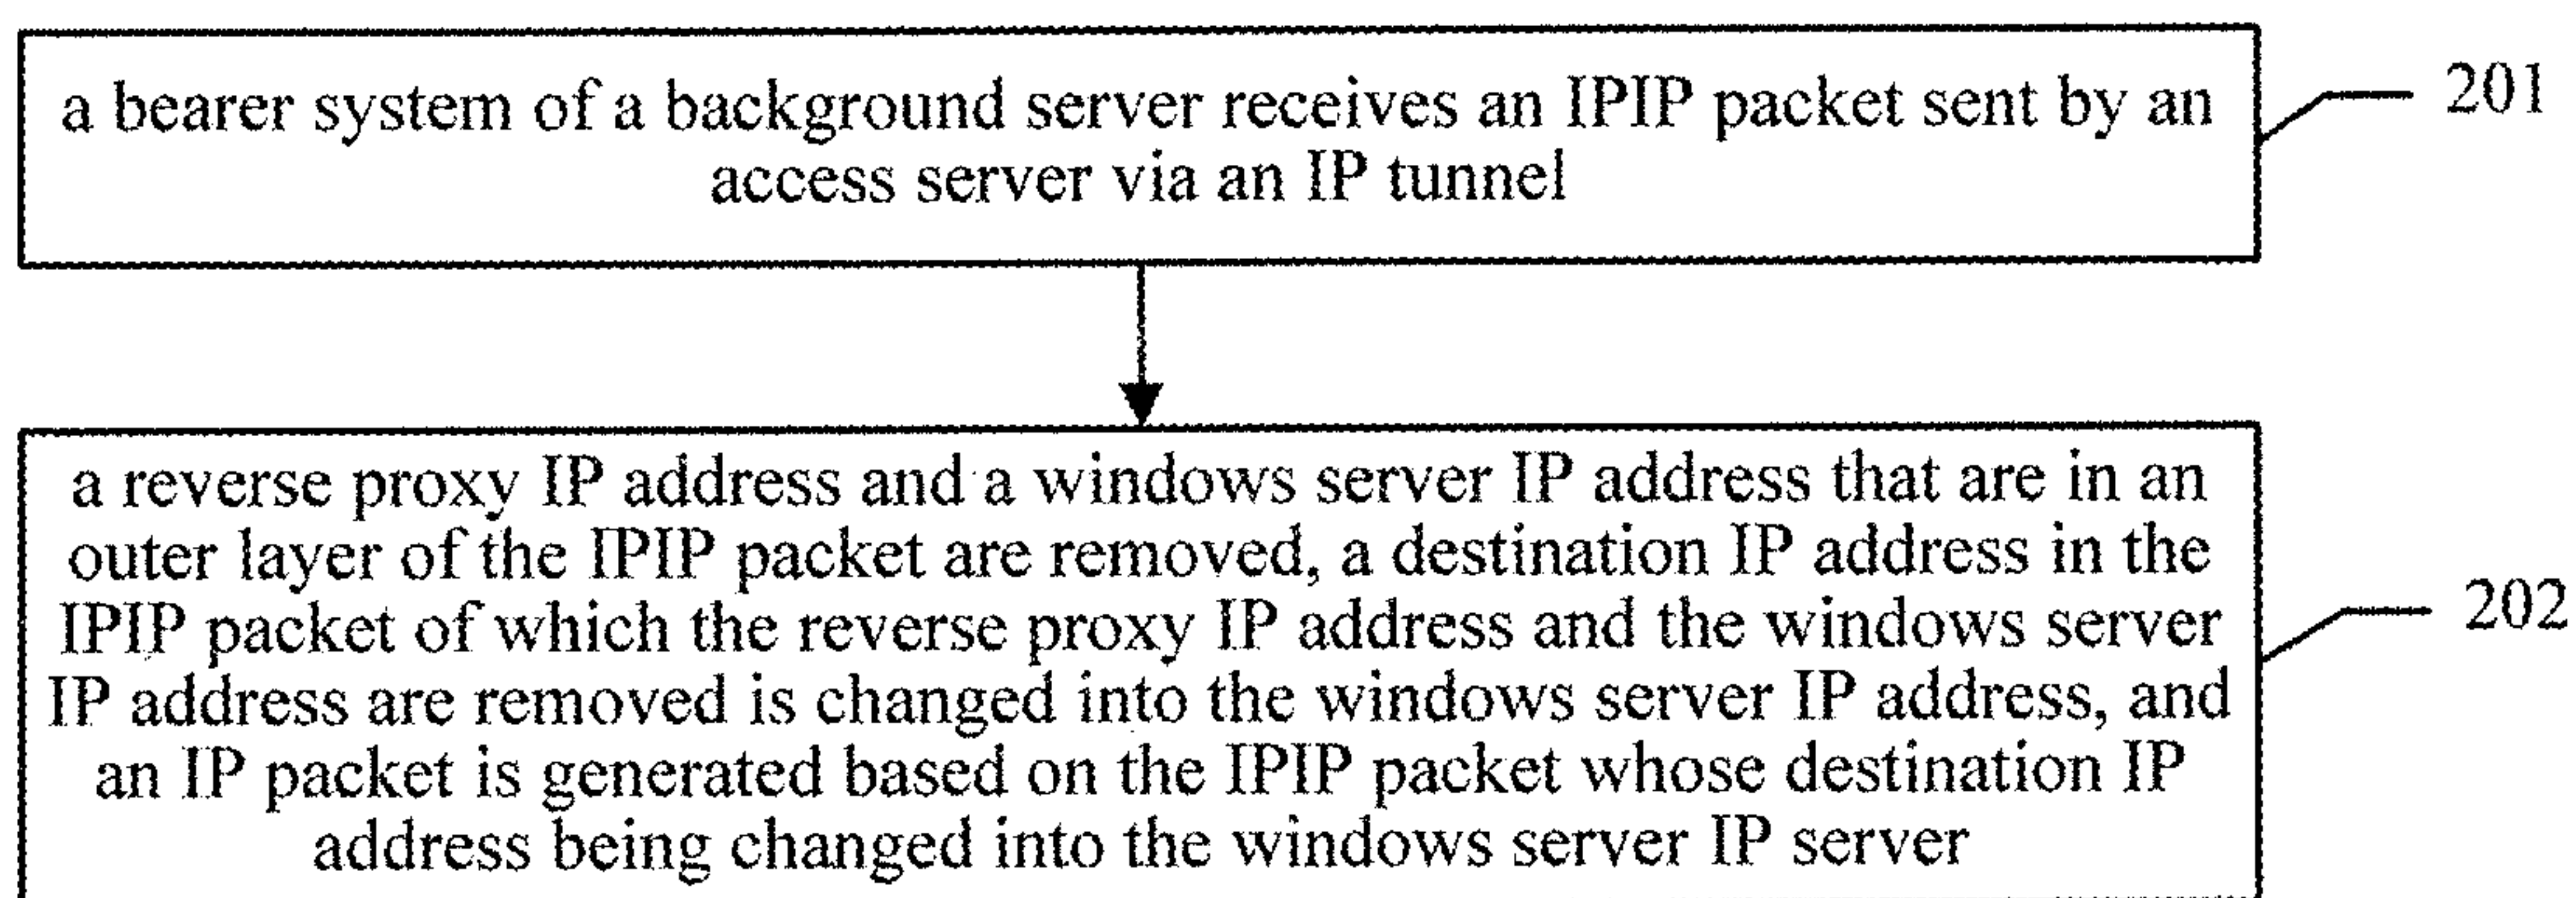 a bearer system of a background server receives an IPIP packet sent by an
access server via an IP tunnel
201
a reverse proxy IP address and a windows server IP address that are in an
outer layer of the IPIP packet are removed, a destination IP address in the
IPIP packet of which the reverse proxy IP address and the windows server
IP address are removed is changed into the windows server IP address, and
an IP packet is generated based on the IPIP packet whose destination IP
address being changed into the windows server IP server
202